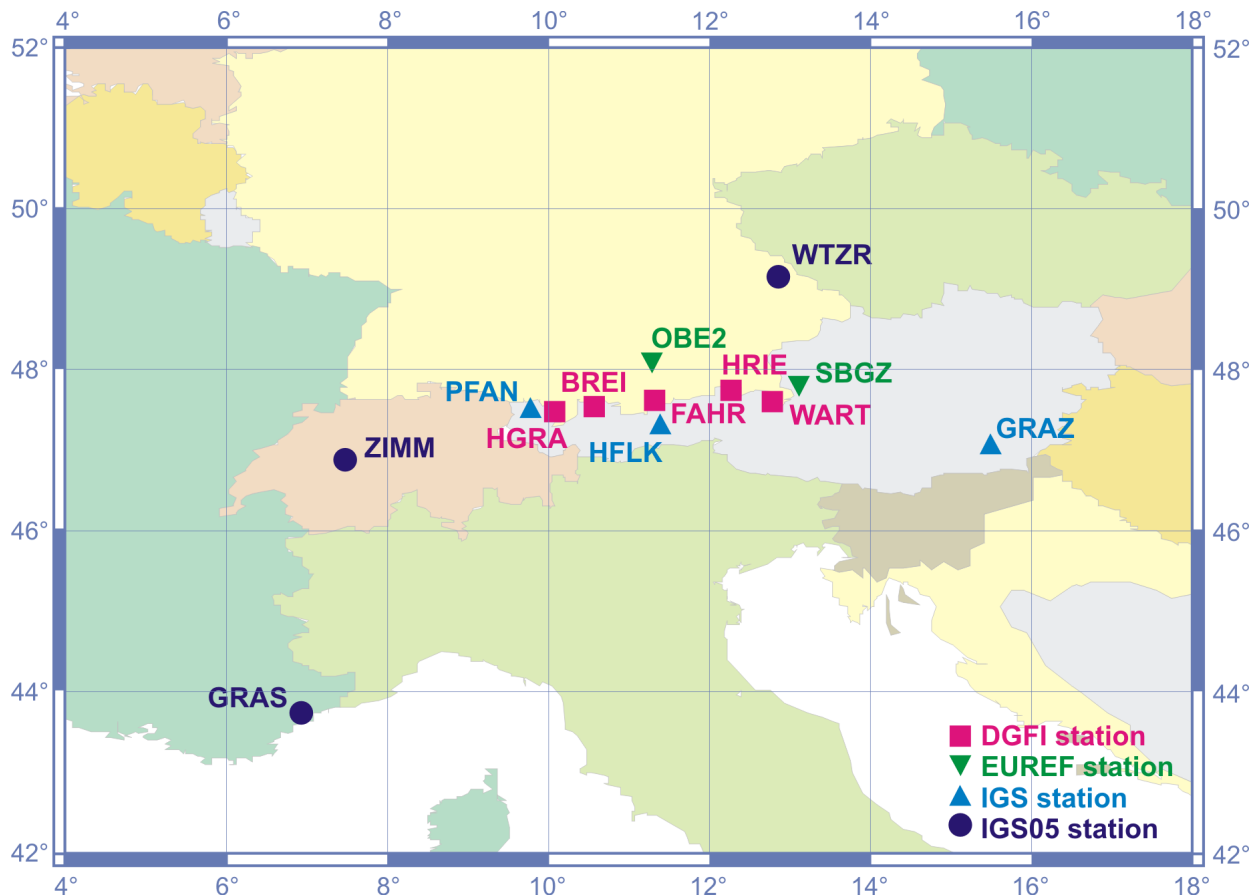 4° 6° 8° 10° 12° 14° 16° 18°
52° 52°
50° 50°
WTZR
48° 48°
OBE2
HRIE
SBGZ
BREI
PFAN
FAHR
WART
HGRA
HFLK
GRAZ
ZIMM
46° 46°
GRAS
44° 44°
DGFI station
EUREF station
IGS station
IGS05 station
42° 42°
4° 6° 8° 10° 12° 14° 16° 18°